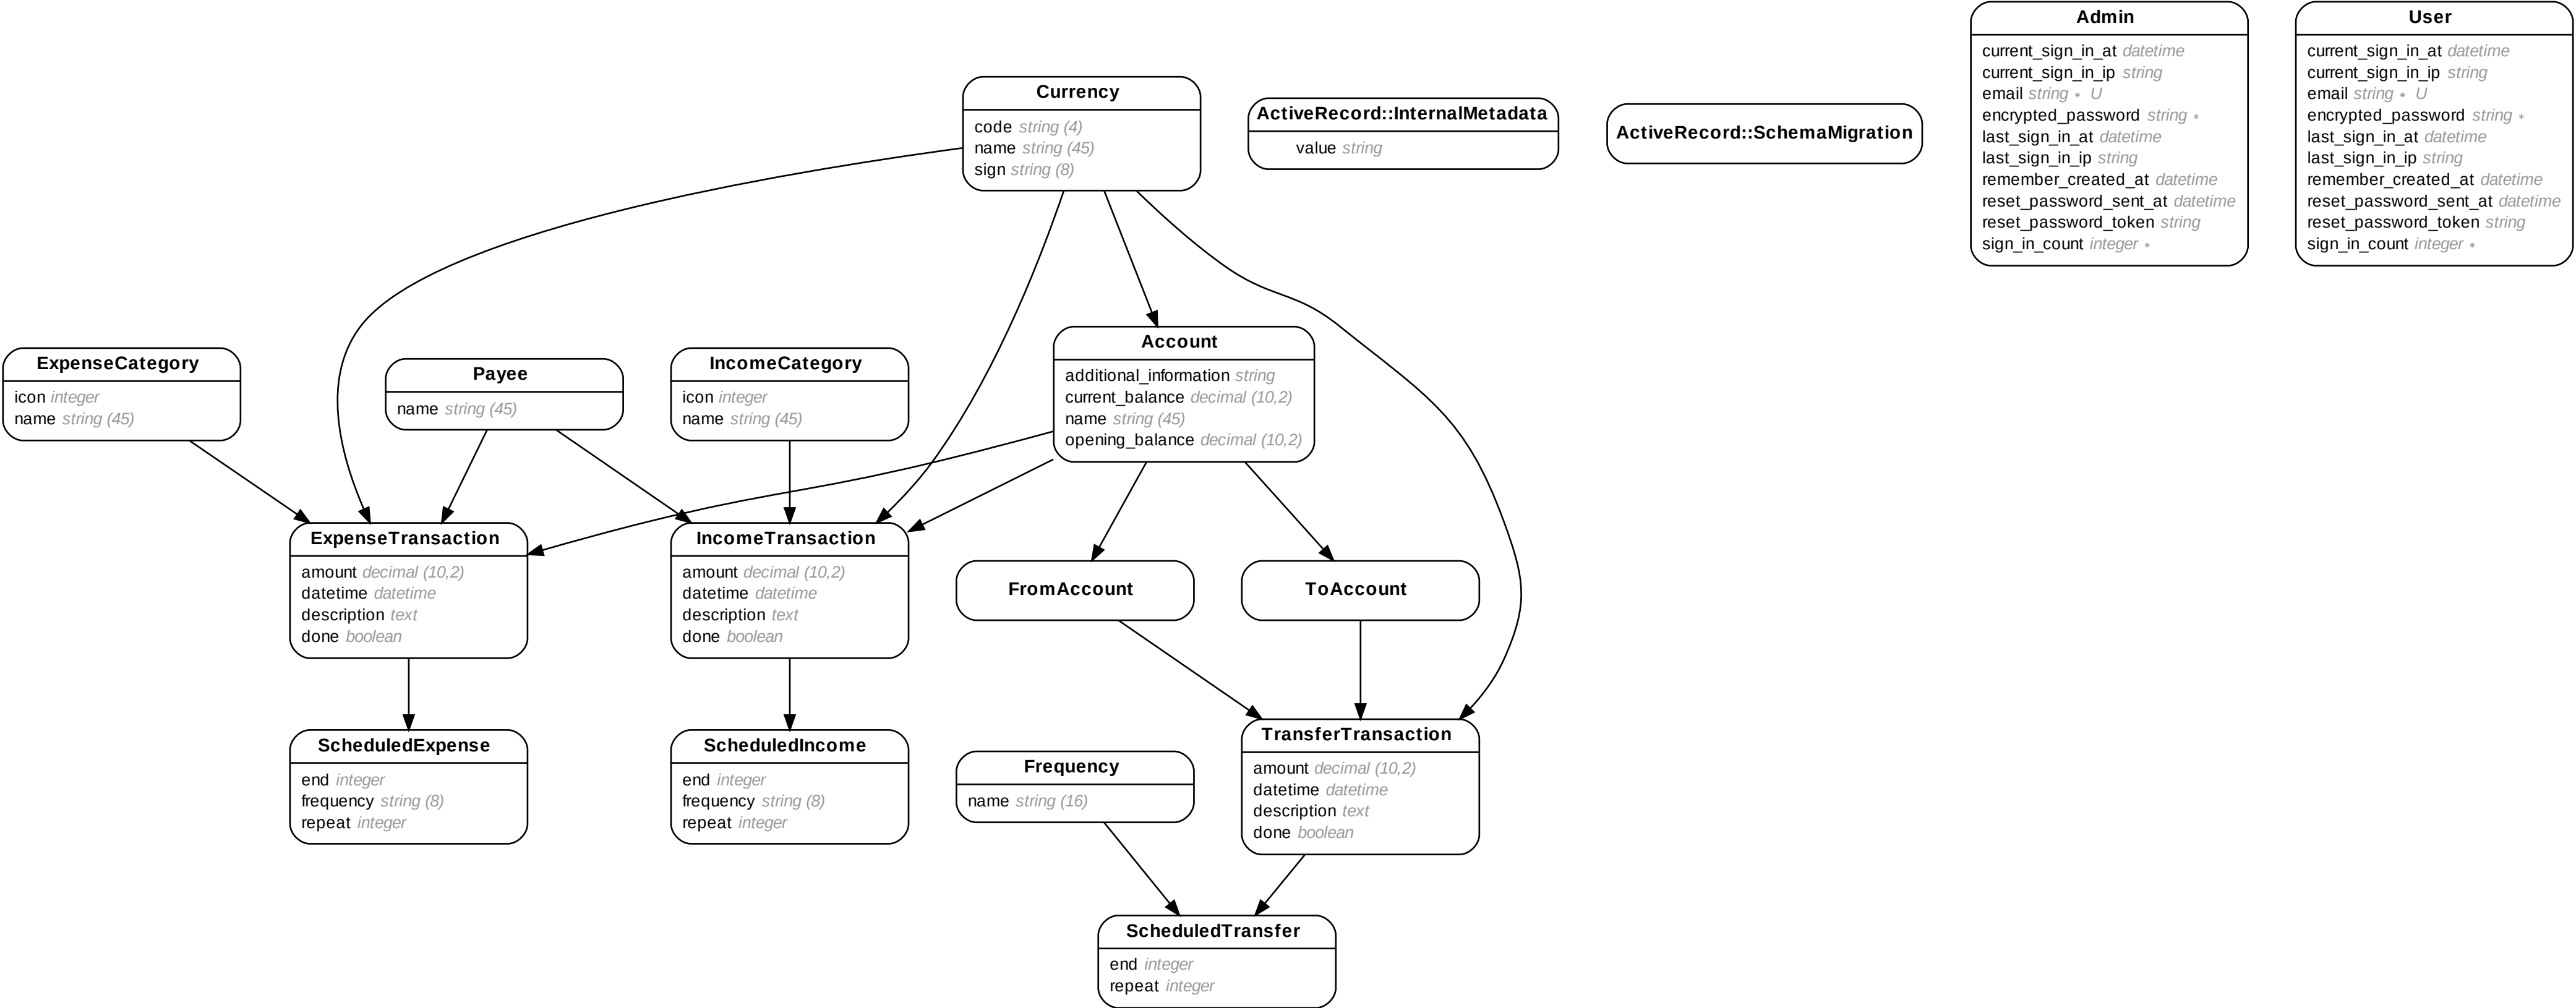 Admin
current_sign_in_at datetime
current_sign_in_ip string
email string * U
encrypted_password string *
last_sign_in_at datetime
last_sign_in_ip string
remember_created_at datetime
reset_password_sent_at datetime
reset_password_token string
sign_in_count integer *
User
current_sign_in_at datetime
current_sign_in_ip string
email string * U
encrypted_password string *
last_sign_in_at datetime
last_sign_in_ip string
remember_created_at datetime
reset_password_sent_at datetime
reset_password_token string
sign_in_count integer *
Currency
code string (4)
name string (45)
sign string (8)
ActiveRecord::InternalMetadata
value string
ActiveRecord::SchemaMigration
ExpenseCategory
icon integer
name string (45)
Payee
name string (45)
IncomeCategory
icon integer
name string (45)
Account
additional_information string
current_balance decimal (10,2)
name string (45)
opening_balance decimal (10,2)
ExpenseTransaction
amount decimal (10,2)
datetime datetime
description text
done boolean
IncomeTransaction
amount decimal (10,2)
datetime datetime
description text
done boolean
FromAccount
ToAccount
ScheduledExpense
end integer
frequency string (8)
repeat integer
ScheduledIncome
end integer
frequency string (8)
repeat integer
Frequency
name string (16)
TransferTransaction
amount decimal (10,2)
datetime datetime
description text
done boolean
ScheduledTransfer
end integer
repeat integer